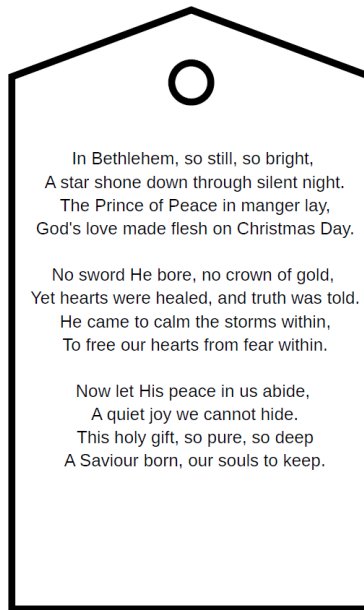 In Bethlehem, so still, so bright,
A star shone down through silent night.
The Prince of Peace in manger lay,
God's love made flesh on Christmas Day.
No sword He bore, no crown of gold,
Yet hearts were healed, and truth was told.
He came to calm the storms within,
To free our hearts from fear within.
Now let His peace in us abide,
A quiet joy we cannot hide.
This holy gift, so pure, so deep
A Saviour born, our souls to keep.